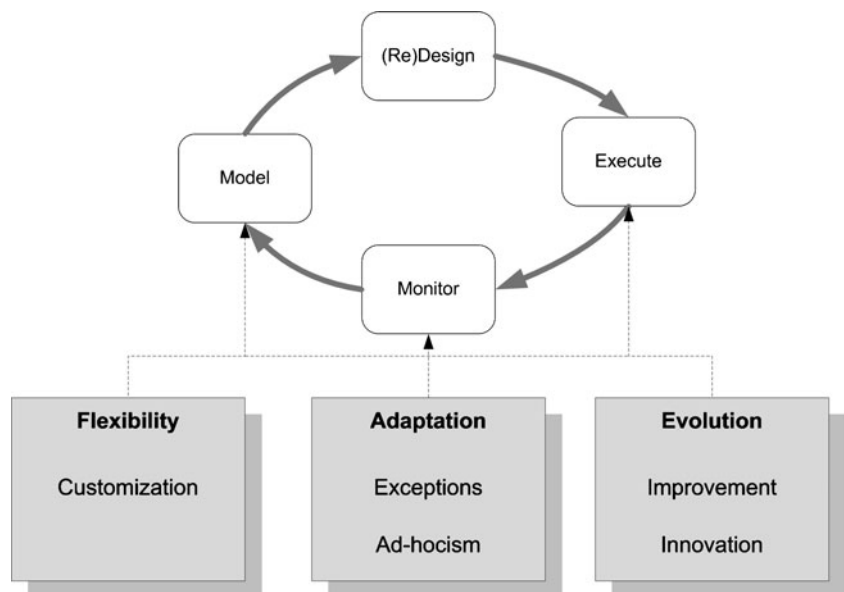 (Re)Design
Execute
Model
Monitor
Flexibility
Customization
Adaptation
Exceptions
Ad-hocism
Evolution
Improvement
Innovation